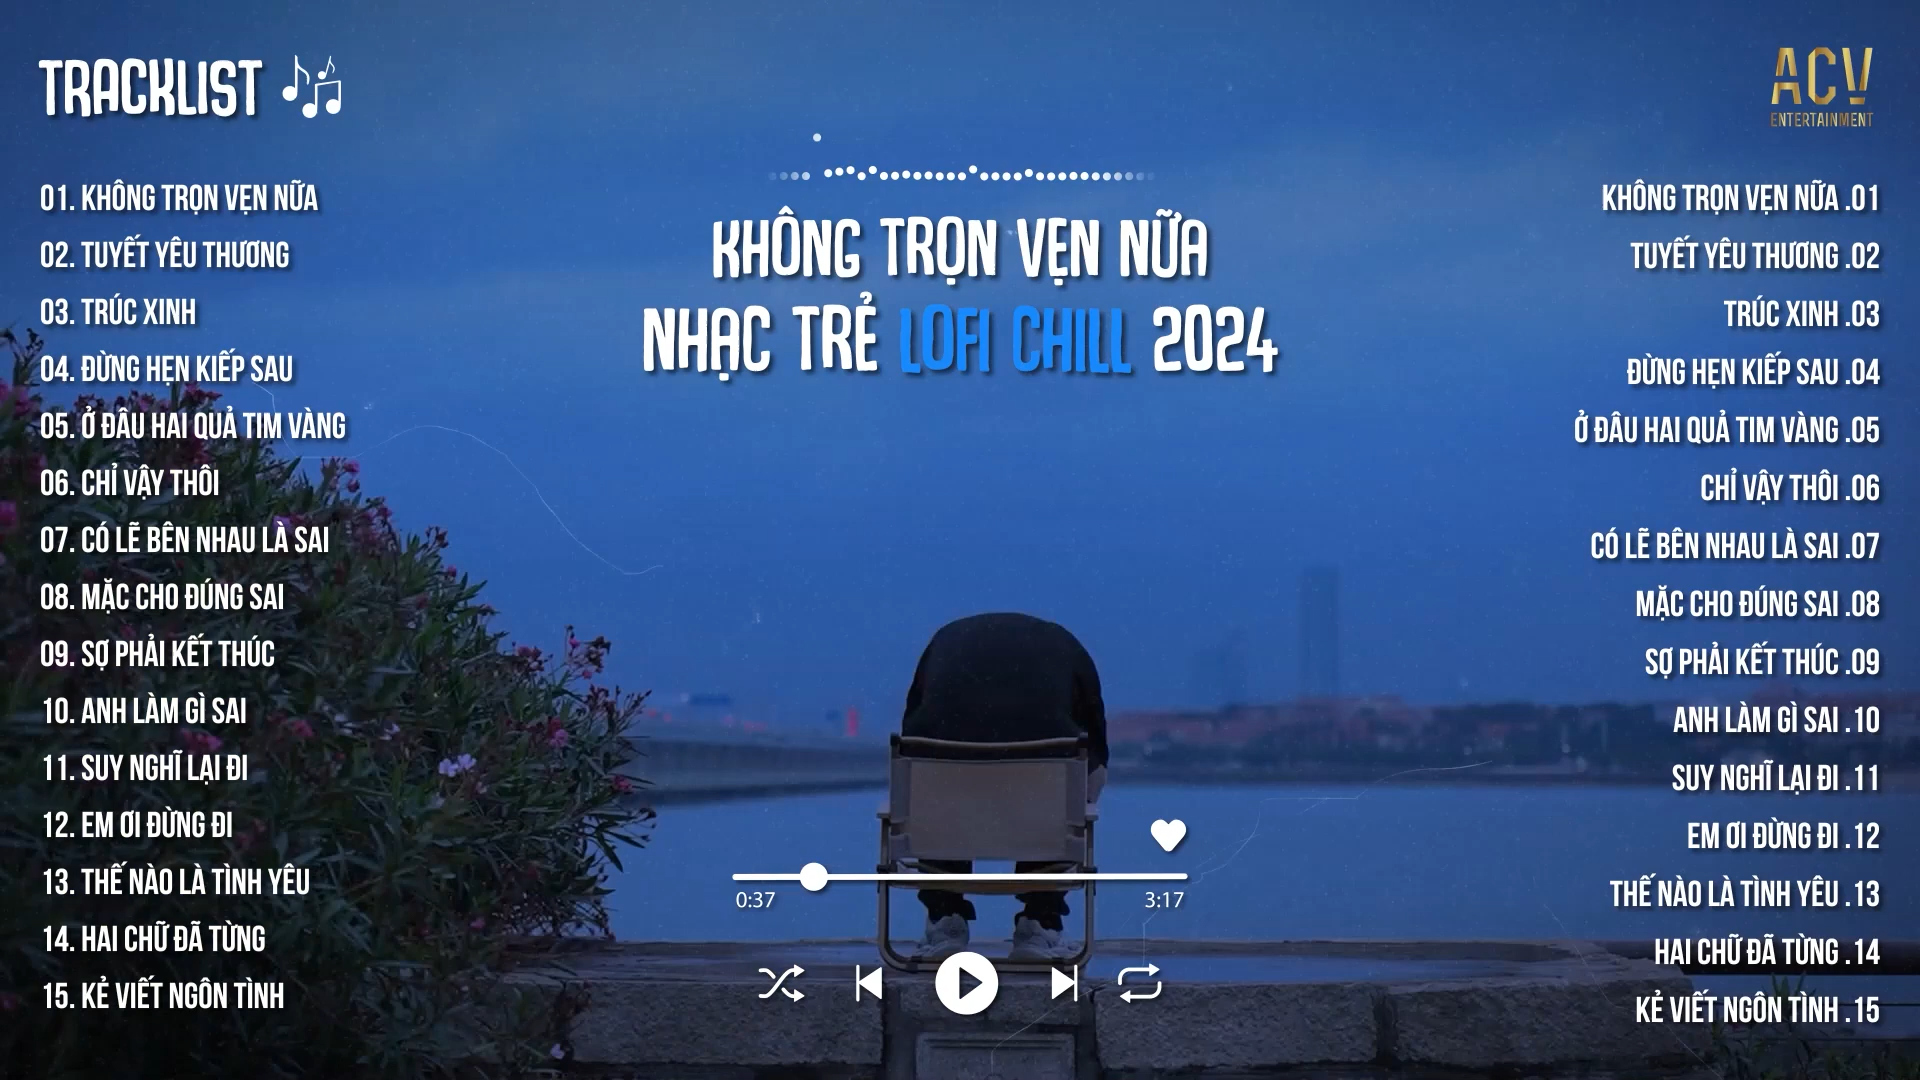 TRACKLIST
01. KHÔNG TRỌN VẸN NỮA
02. TUYẾT YÊU THƯƠNG
03. TRÚC XINH
04. ĐỪNG HẸN KIẾP SAU
05. Ở ĐÂU HAI QUẢ TIM VÀNG
06. CHỈ VẬY THÔI
07. CÓ LẼ BÊN NHAU LÀ SAI
08. MẶC CHO ĐÚNG SAI
09. SỢ PHẢI KẾT THÚC
10. ANH LÀM GÌ SAI
11. SUY NGHĨ LẠI ĐI
12. EM ƠI ĐỪNG ĐI
13. THẾ NÀO LÀ TÌNH YÊU
14. HAI CHỮ ĐÃ TỪNG
15. KẺ VIẾT NGÔN TÌNH
KHÔNG TRỌN VẸN NỮA
NHẠC TRẺ LOFI CHILL 2024
0:37
3:17
ACV
ENTERTAINMENT
KHÔNG TRỌN VẸN NỮA .01
TUYẾT YÊU THƯƠNG .02
TRÚC XINH .03
ĐỪNG HẸN KIẾP SAU .04
Ở ĐÂU HAI QUẢ TIM VÀNG .05
CHỈ VẬY THÔI .06
CÓ LẼ BÊN NHAU LÀ SAI .07
MẶC CHO ĐÚNG SAI .08
SỢ PHẢI KẾT THÚC .09
ANH LÀM GÌ SAI .10
SUY NGHĨ LẠI ĐI .11
EM ƠI ĐỪNG ĐI .12
THẾ NÀO LÀ TÌNH YÊU .13
HAI CHỮ ĐÃ TỪNG .14
KẺ VIẾT NGÔN TÌNH .15